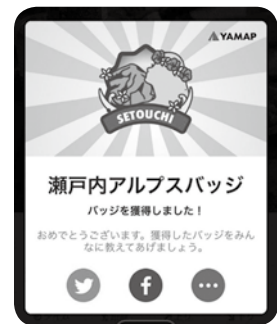 YAMAP
SETOUCHI
瀬戸内アルプスバッジ
バッジを獲得しました！
おめでとうございます。獲得したバッジをみん
なに教えてあげましょう。